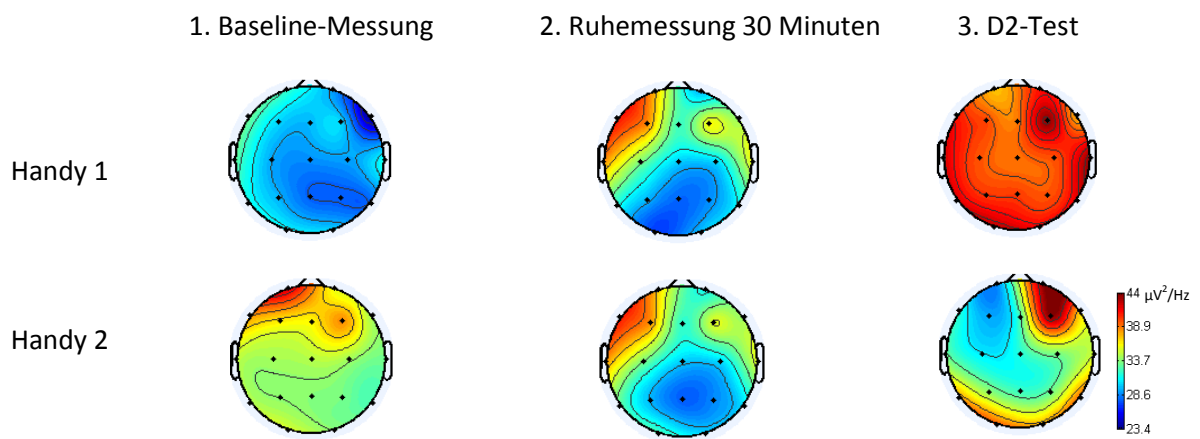 1. Baseline-Messung
2. Ruhemessung 30 Minuten
3. D2-Test
Handy 1
Handy 2
44 µV²/Hz
38.9
33.7
28.6
23.4